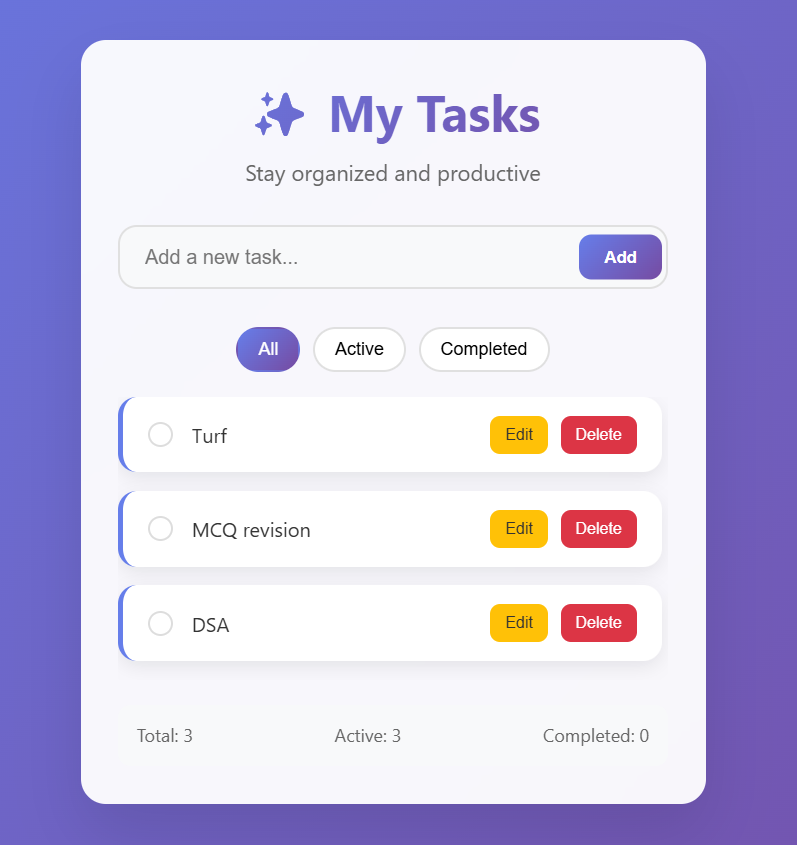 ✨ My Tasks
Stay organized and productive
Add a new task... Add
All Active Completed
Turf Edit Delete
MCQ revision Edit Delete
DSA Edit Delete
Total: 3 Active: 3 Completed: 0